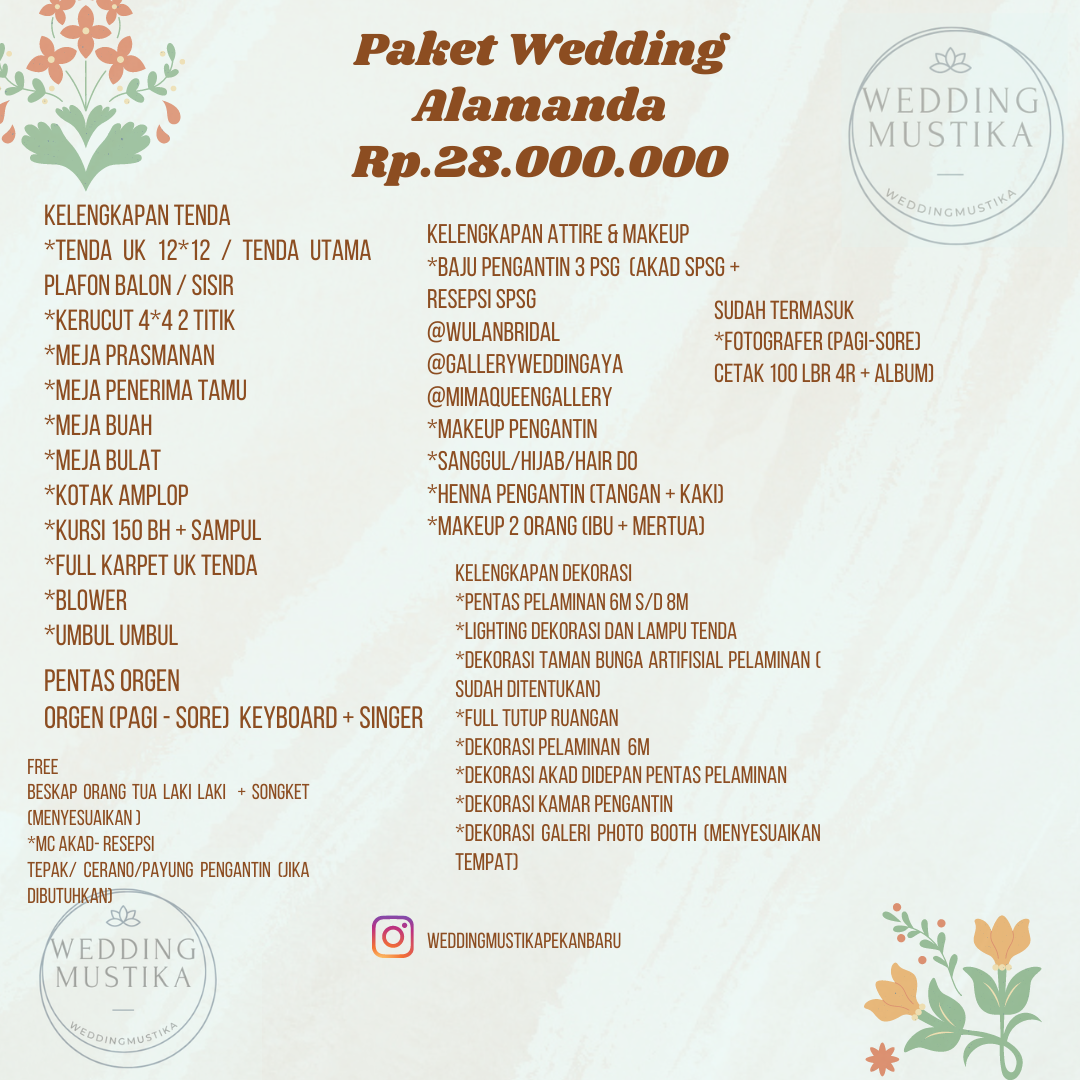 Paket Wedding
Alamanda
Rp.28.000.000
WEDDING
MUSTIKA
WEDDINGMUSTIKA
KELENGKAPAN TENDA
*TENDA UK 12*12 / TENDA UTAMA
PLAFON BALON / SISIR
*KERUCUT 4*4 2 TITIK
*MEJA PRASMANAN
*MEJA PENERIMA TAMU
*MEJA BUAH
*MEJA BULAT
*KOTAK AMPLOP
*KURSI 150 BH + SAMPUL
*FULL KARPET UK TENDA
*BLOWER
*UMBUL UMBUL
PENTAS ORGEN
ORGEN (PAGI - SORE) KEYBOARD + SINGER
FREE
BESKAP ORANG TUA LAKI LAKI + SONGKET
(MENYESUAIKAN )
*MC AKAD- RESEPSI
TEPAK/ CERANO/PAYUNG PENGANTIN (JIKA
DIBUTUHKAN)
WEDDING
MUSTIKA
WEDDINGMUSTIKA
KELENGKAPAN ATTIRE & MAKEUP
*BAJU PENGANTIN 3 PSG (AKAD SPSG +
RESEPSI SPSG
@WULANBRIDAL
@GALLERYWEDDINGAYA
@MIMAQUEENGALLERY
*MAKEUP PENGANTIN
*SANGGUL/HIJAB/HAIR DO
*HENNA PENGANTIN (TANGAN + KAKI)
*MAKEUP 2 ORANG (IBU + MERTUA)
SUDAH TERMASUK
*FOTOGRAFER (PAGI-SORE)
CETAK 100 LBR 4R + ALBUM)
KELENGKAPAN DEKORASI
*PENTAS PELAMINAN 6M S/D 8M
*LIGHTING DEKORASI DAN LAMPU TENDA
*DEKORASI TAMAN BUNGA ARTIFISIAL PELAMINAN (
SUDAH DITENTUKAN)
*FULL TUTUP RUANGAN
*DEKORASI PELAMINAN 6M
*DEKORASI AKAD DIDEPAN PENTAS PELAMINAN
*DEKORASI KAMAR PENGANTIN
*DEKORASI GALERI PHOTO BOOTH (MENYESUAIKAN
TEMPAT)
WEDDINGMUSTIKAPEKANBARU